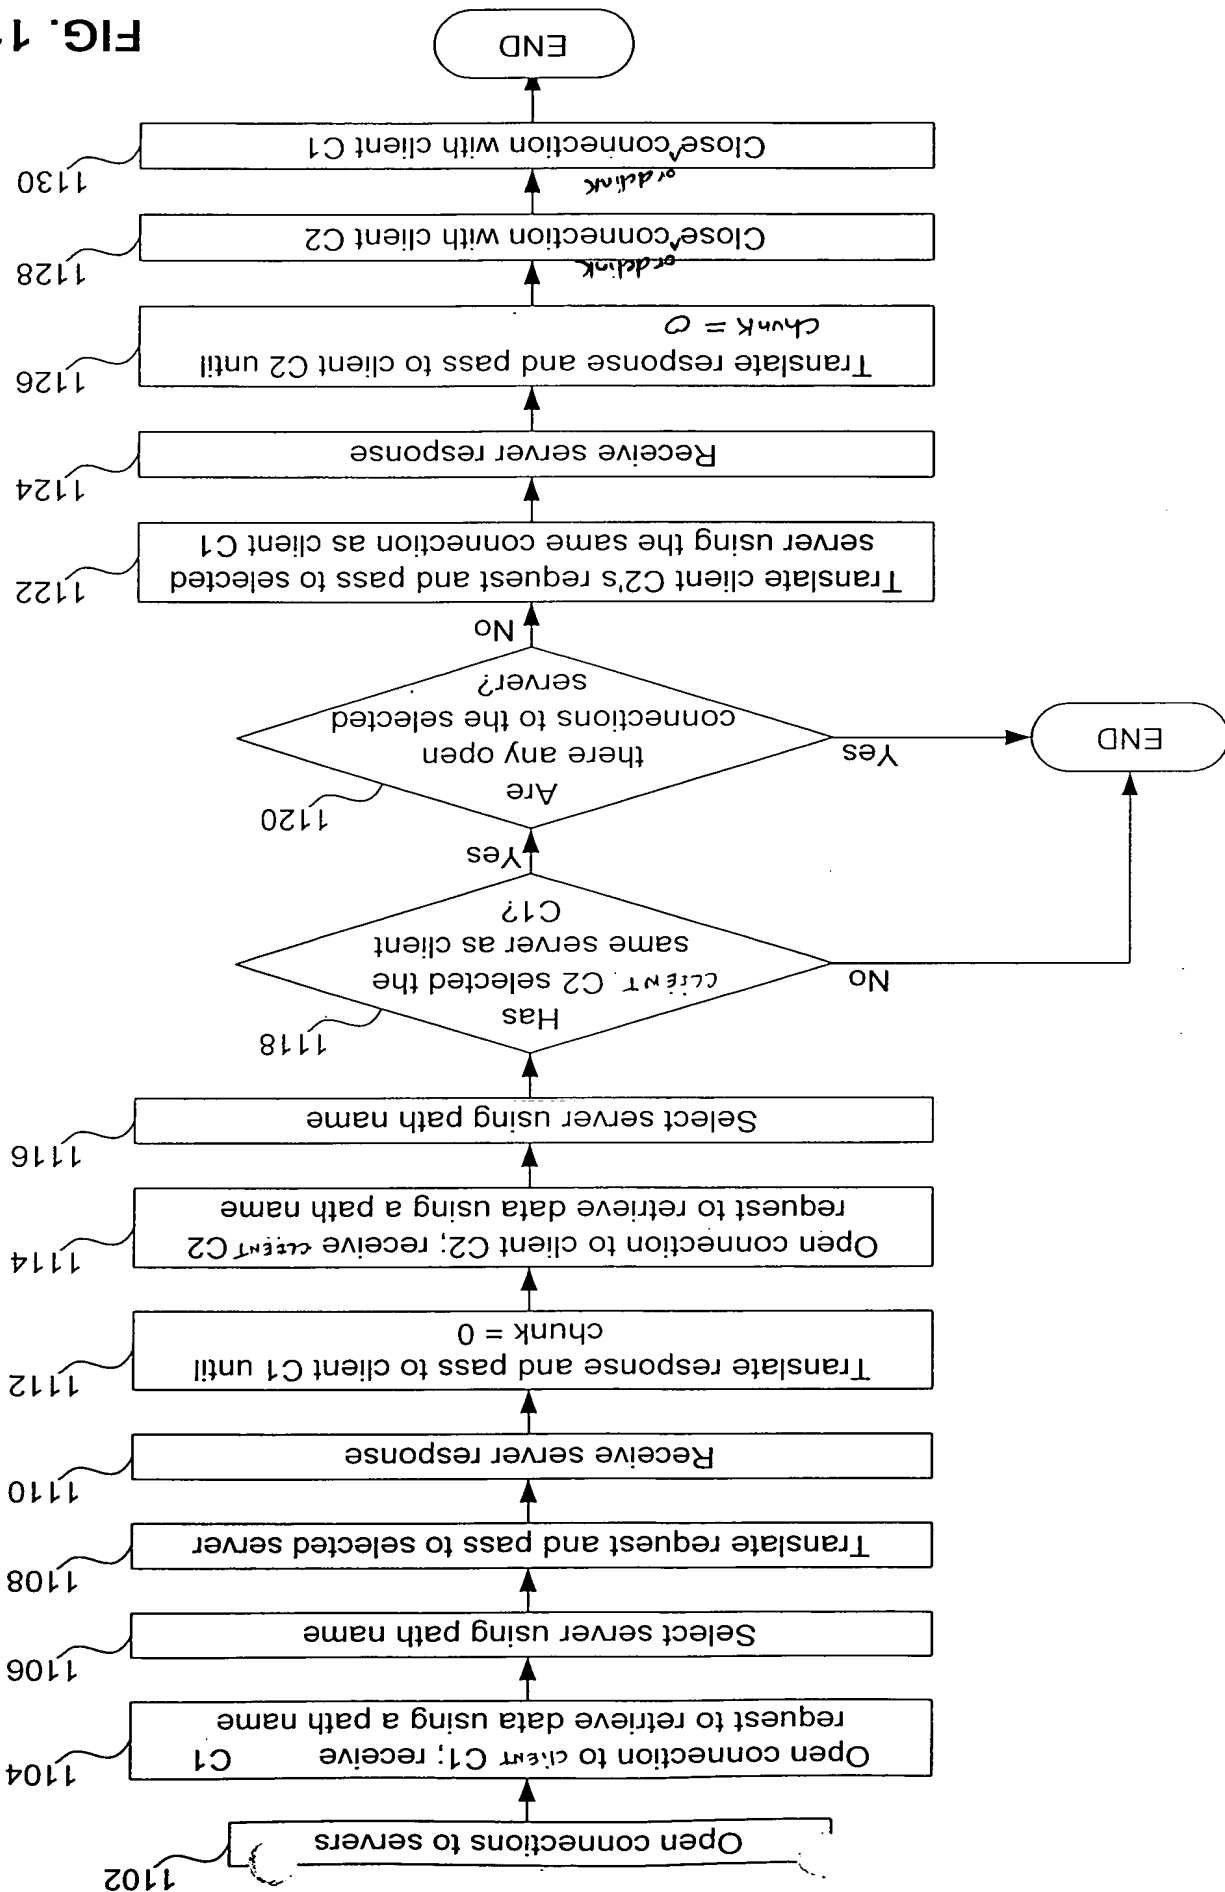 1102
Open connections to servers
1104
Open connection to client C1; receive C1
request to retrieve data using a path name
1106
Select server using path name
1108
Translate request and pass to selected server
1110
Receive server response
1112
Translate response and pass to client C1 until
chunk = 0
1114
Open connection to client C2; receive CLIENT C2
request to retrieve data using a path name
1116
Select server using path name
1118
Has
CLIENT C2 selected the
same server as client
C1?
No
Yes
1120
Are
there any open
connections to the selected
server?
Yes
END
No
1122
Translate client C2's request and pass to selected
server using the same connection as client C1
1124
Receive server response
1126
Translate response and pass to client C2 until
chunk = 0
1128
or delink
Close ^ connection with client C2
1130
or delink
Close ^ connection with client C1
END
FIG. 11